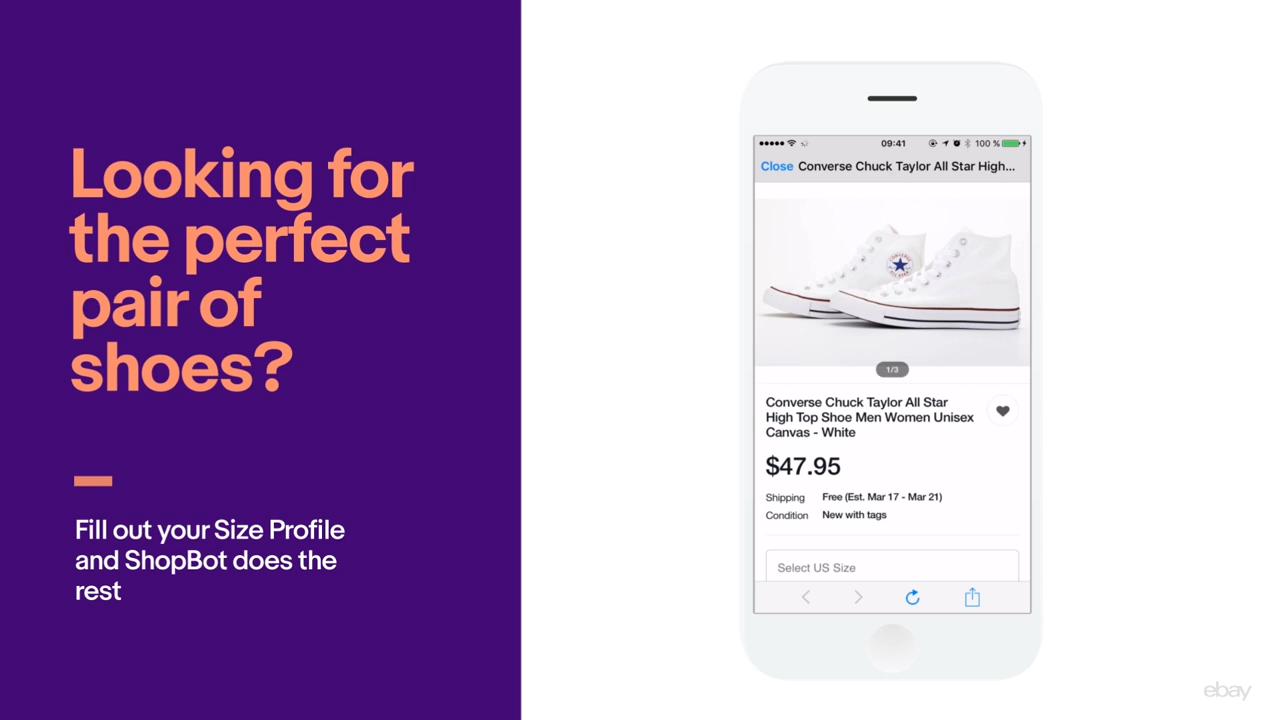 Looking for
the perfect
pair of
shoes?
Fill out your Size Profile
and ShopBot does the
rest
09:41 100 %
Close Converse Chuck Taylor All Star High...
CONVERSE
1/3
Converse Chuck Taylor All Star
High Top Shoe Men Women Unisex
Canvas - White
$47.95
Shipping Free (Est. Mar 17 - Mar 21)
Condition New with tags
Select US Size
ebay